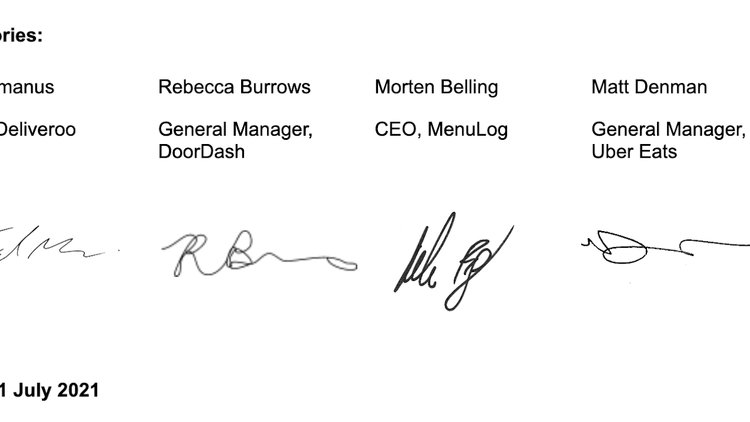 ries:
manus Rebecca Burrows Morten Belling Matt Denman
Deliveroo General Manager, CEO, MenuLog General Manager,
DoorDash Uber Eats
1 July 2021